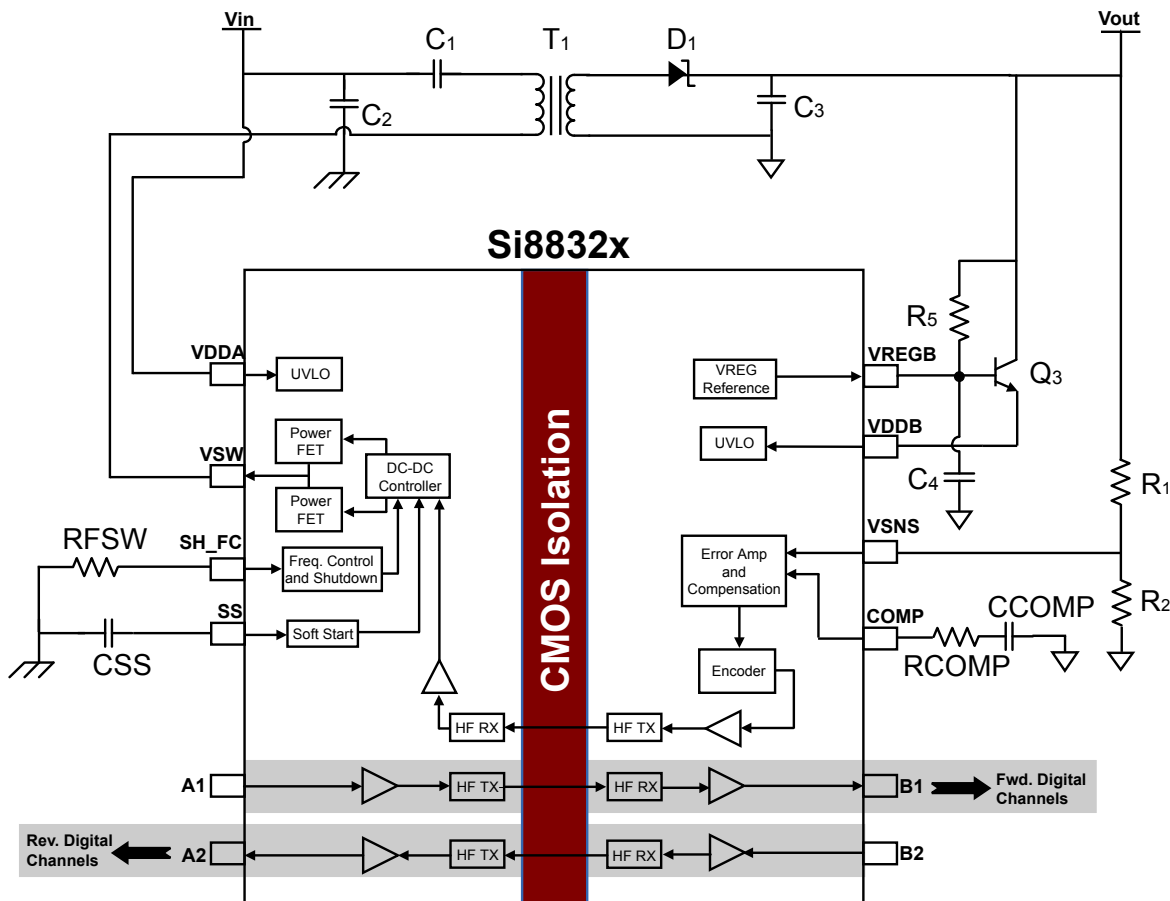 Vin
Vout
C1
T1
D1
C2
C3
Si8832x
VDDA
UVLO
Power
FET
VSW
DC-DC
Controller
Power
FET
RFSW
SH_FC
Freq. Control
and Shutdown
SS
Soft Start
CSS
CMOS Isolation
VREG
Reference
VREGB
R5
Q3
UVLO
VDDB
C4
R1
VSNS
Error Amp
and
Compensation
COMP
CCOMP
R2
RCOMP
Encoder
HF RX
HF TX
A1
HF TX
HF RX
B1
Fwd. Digital
Channels
Rev. Digital
Channels
A2
HF TX
HF RX
B2